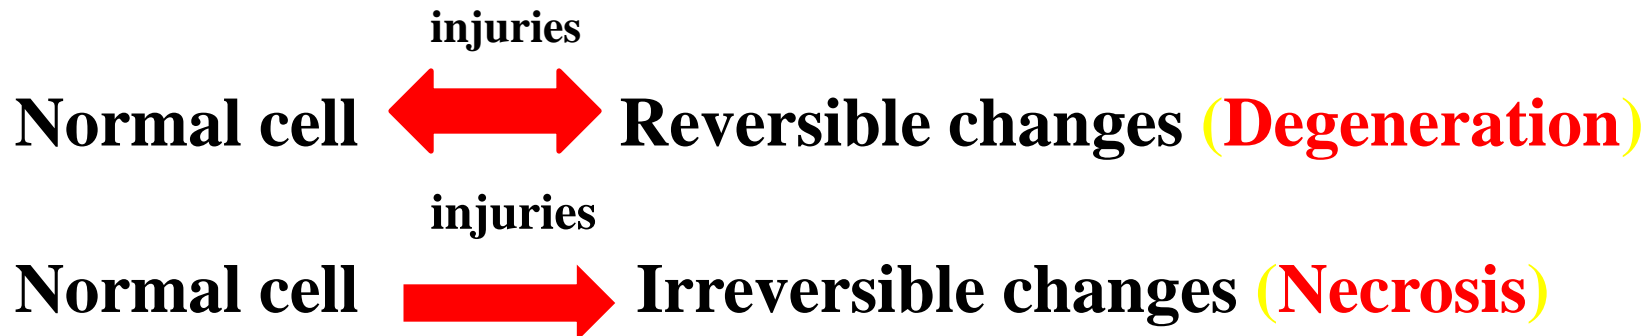 injuries
Normal cell Reversible changes (Degeneration)
injuries
Normal cell Irreversible changes (Necrosis)